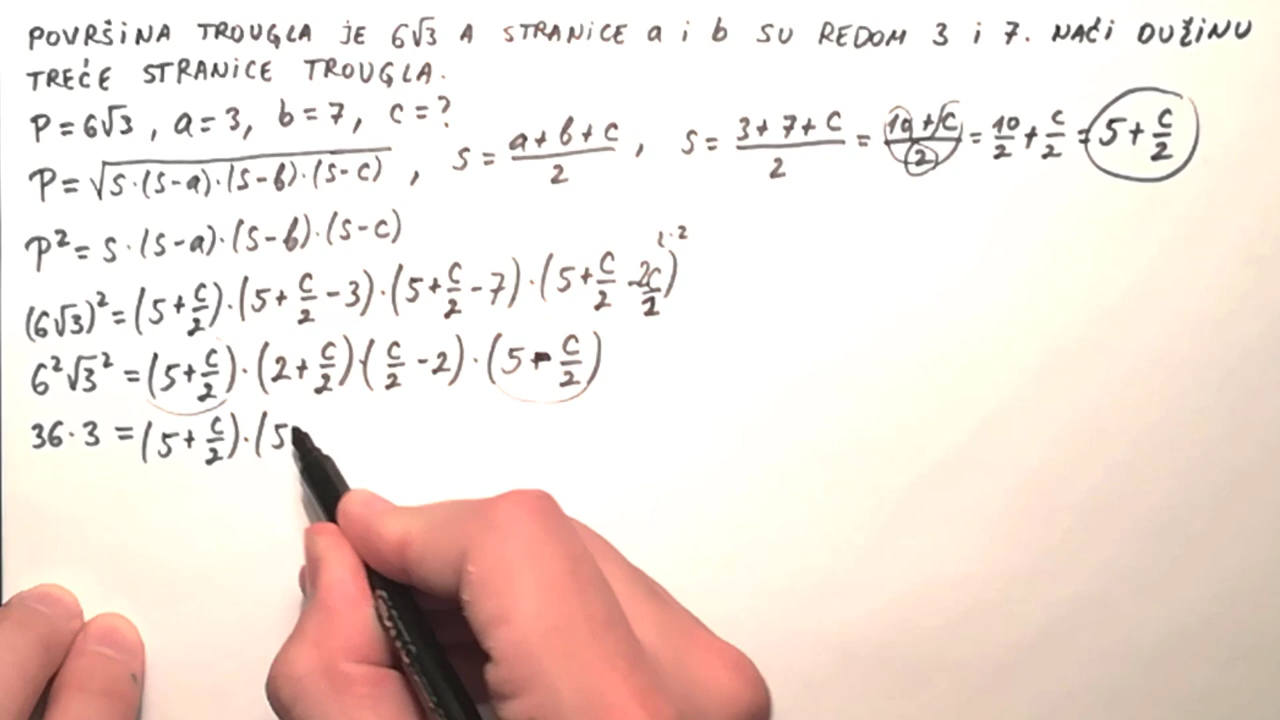 POVRŠINA TROUGLA JE 6√3 A STRANICE a i b SU REDOM 3 i 7. NAĆI DUŽINU
TREĆE STRANICE TROUGLA.
P=6√3, a=3, b=7, c=?
P=√s·(s-a)·(s-b)·(s-c), s=(a+b+c)/2, s=(3+7+c)/2=(10+c)/2=10/2+c/2=5+c/2
P²=s·(s-a)·(s-b)·(s-c)
(6√3)²=(5+c/2)·(5+c/2-3)·(5+c/2-7)·(5+c/2-2c/2)
6²√3²=(5+c/2)·(2+c/2)·(c/2-2)·(5-c/2)
36·3=(5+c/2)·(5